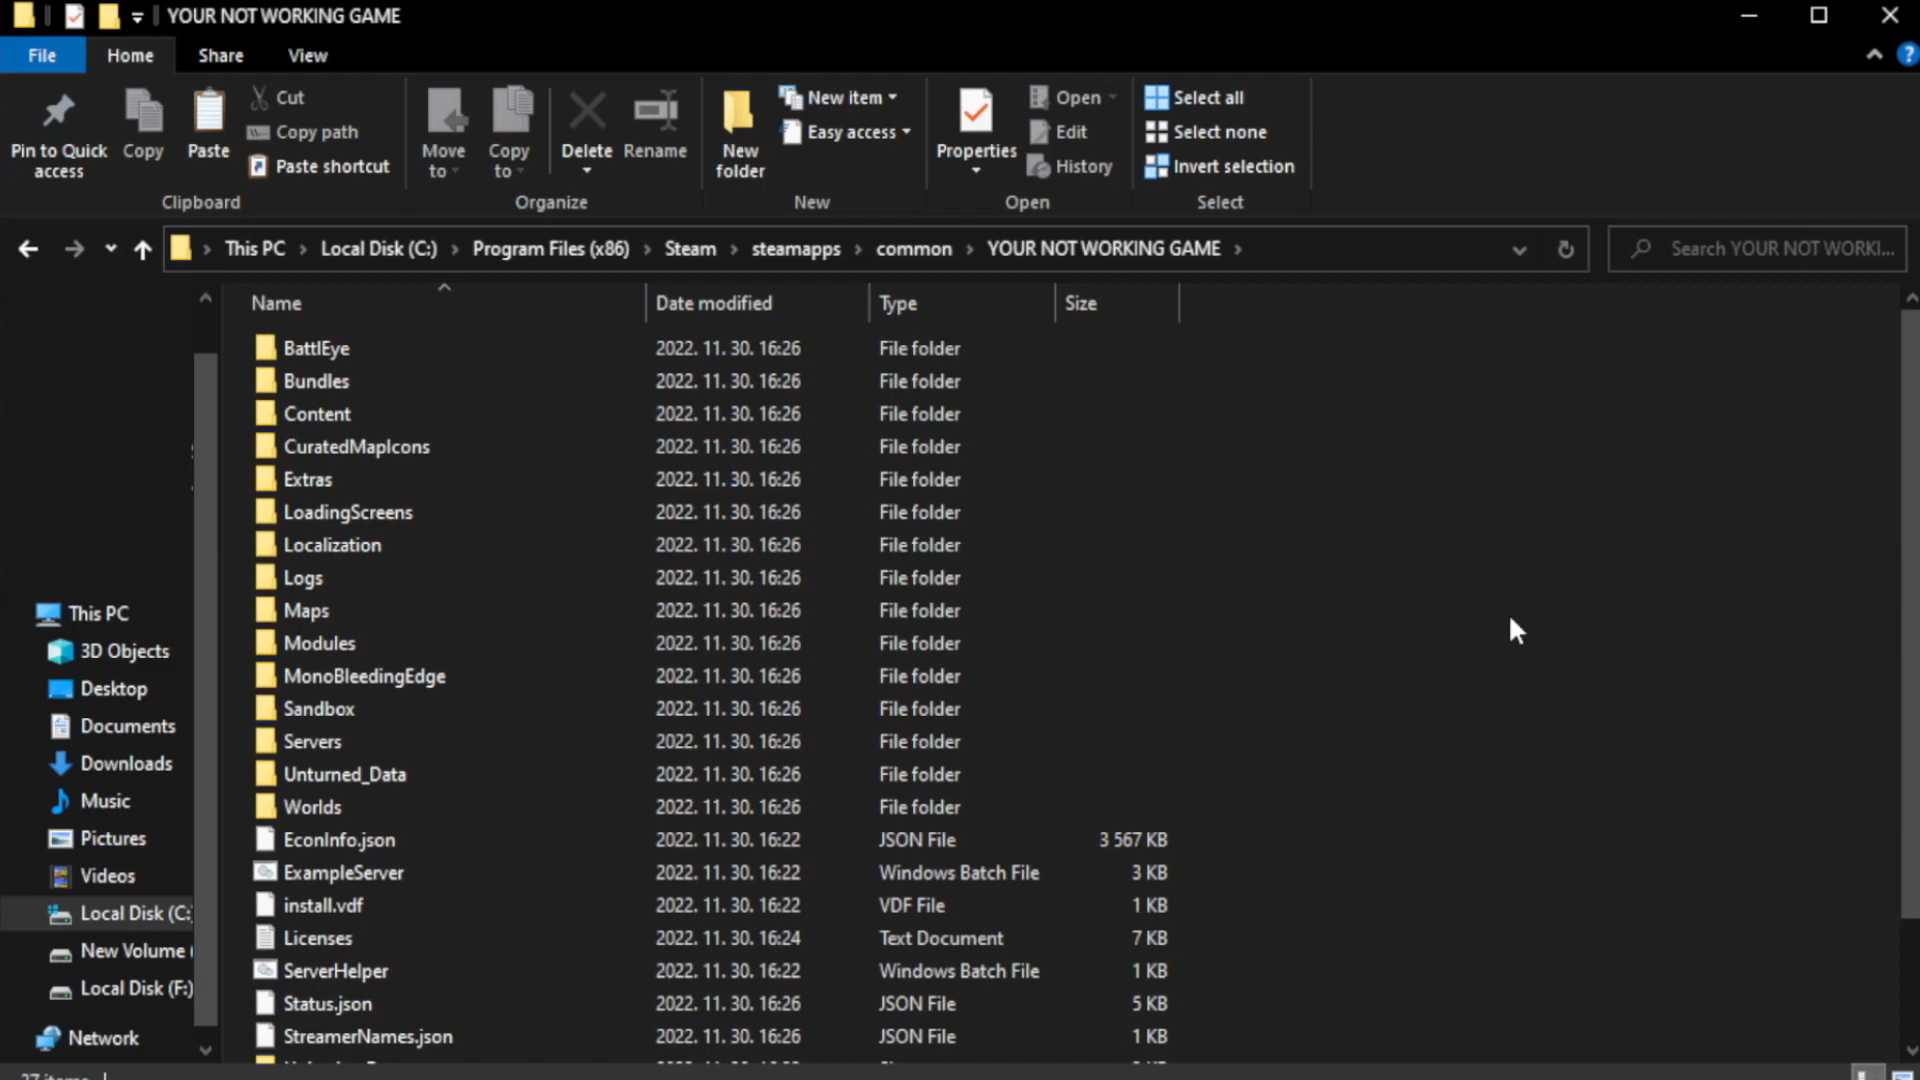 YOUR NOT WORKING GAME
File Home Share View
Pin to Quick access
Copy
Paste
Cut
Copy path
Paste shortcut
Clipboard
Move to
Copy to
Delete
Rename
Organize
New folder
New item
Easy access
New
Properties
Open
Edit
History
Open
Select all
Select none
Invert selection
Select
This PC > Local Disk (C:) > Program Files (x86) > Steam > steamapps > common > YOUR NOT WORKING GAME >
Search YOUR NOT WORKI...
This PC
3D Objects
Desktop
Documents
Downloads
Music
Pictures
Videos
Local Disk (C:
New Volume (
Local Disk (F:)
Network
Name Date modified Type Size
BattlEye 2022. 11. 30. 16:26 File folder
Bundles 2022. 11. 30. 16:26 File folder
Content 2022. 11. 30. 16:26 File folder
CuratedMapIcons 2022. 11. 30. 16:26 File folder
Extras 2022. 11. 30. 16:26 File folder
LoadingScreens 2022. 11. 30. 16:26 File folder
Localization 2022. 11. 30. 16:26 File folder
Logs 2022. 11. 30. 16:26 File folder
Maps 2022. 11. 30. 16:26 File folder
Modules 2022. 11. 30. 16:26 File folder
MonoBleedingEdge 2022. 11. 30. 16:26 File folder
Sandbox 2022. 11. 30. 16:26 File folder
Servers 2022. 11. 30. 16:26 File folder
Unturned_Data 2022. 11. 30. 16:26 File folder
Worlds 2022. 11. 30. 16:26 File folder
EconInfo.json 2022. 11. 30. 16:22 JSON File 3 567 KB
ExampleServer 2022. 11. 30. 16:22 Windows Batch File 3 KB
install.vdf 2022. 11. 30. 16:22 VDF File 1 KB
Licenses 2022. 11. 30. 16:24 Text Document 7 KB
ServerHelper 2022. 11. 30. 16:22 Windows Batch File 1 KB
Status.json 2022. 11. 30. 16:26 JSON File 5 KB
StreamerNames.json 2022. 11. 30. 16:26 JSON File 1 KB